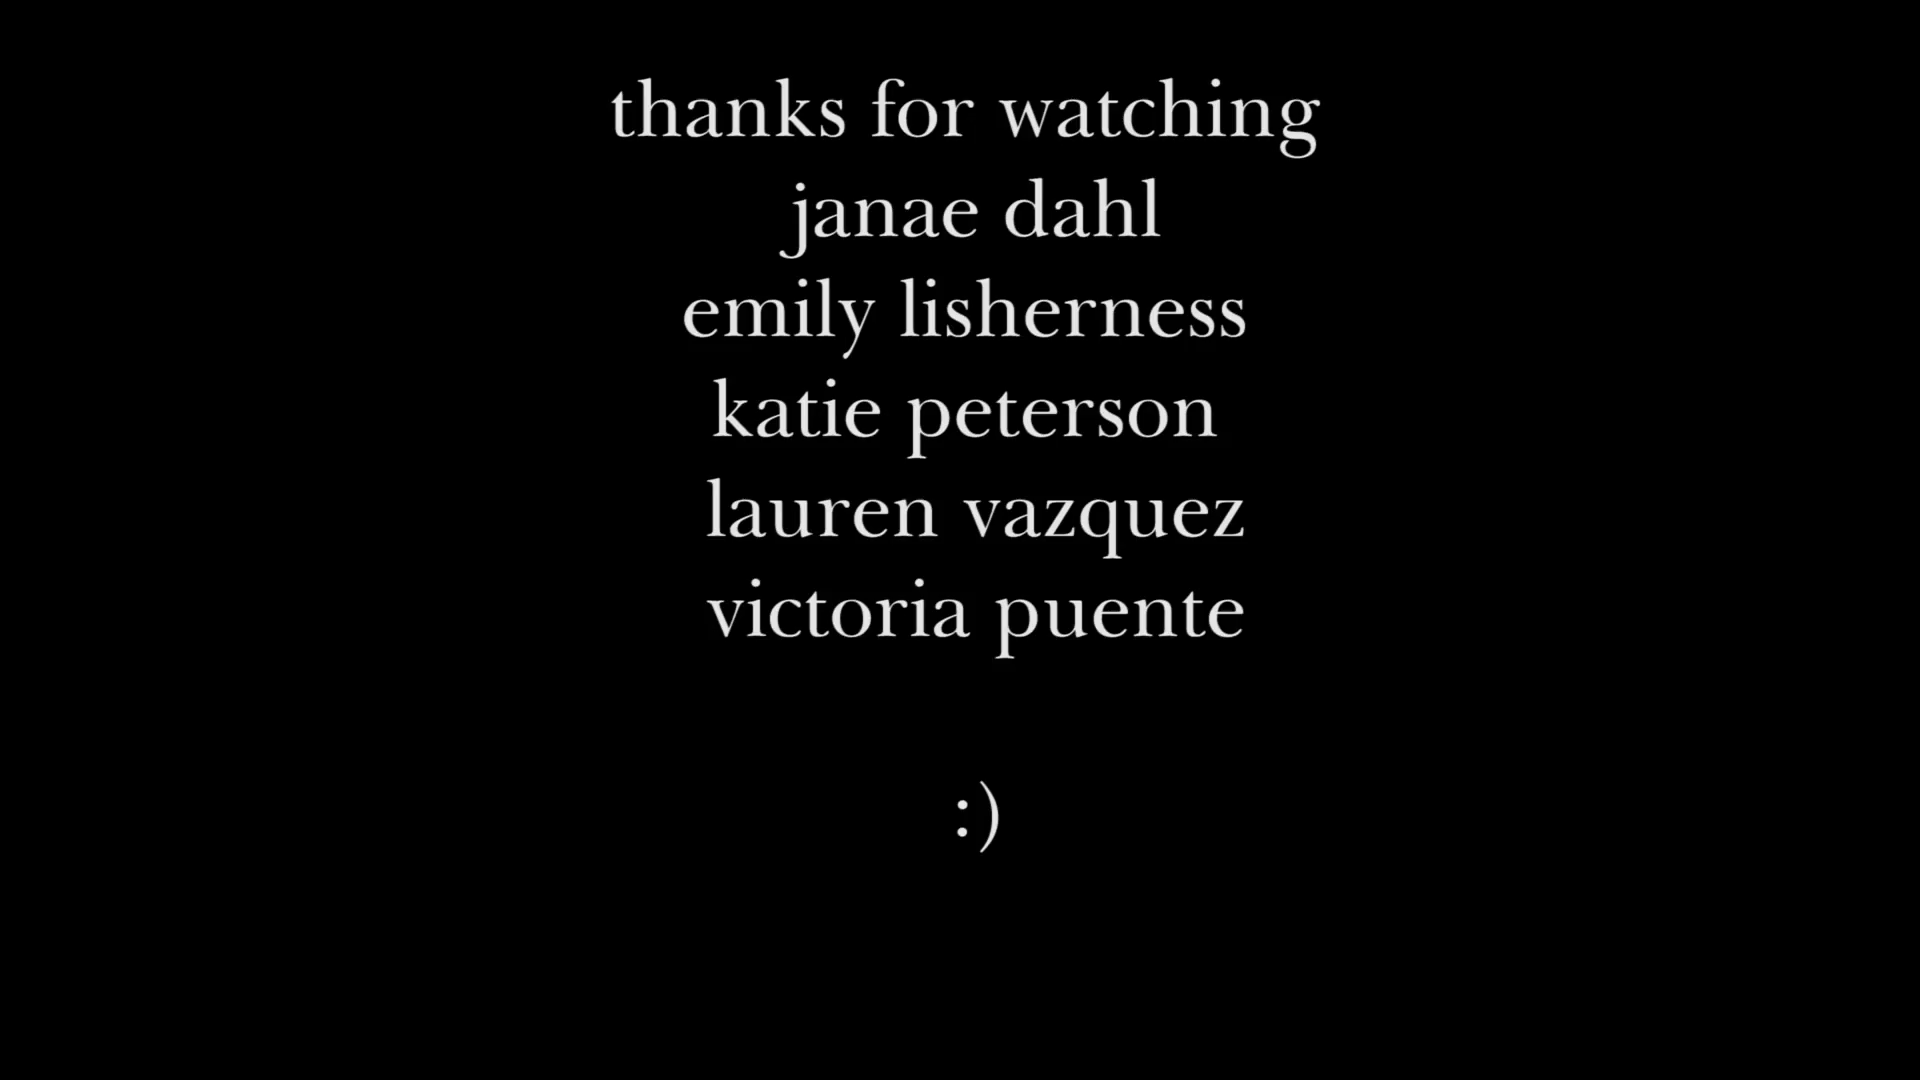 thanks for watching
janae dahl
emily lisherness
katie peterson
lauren vazquez
victoria puente
:)